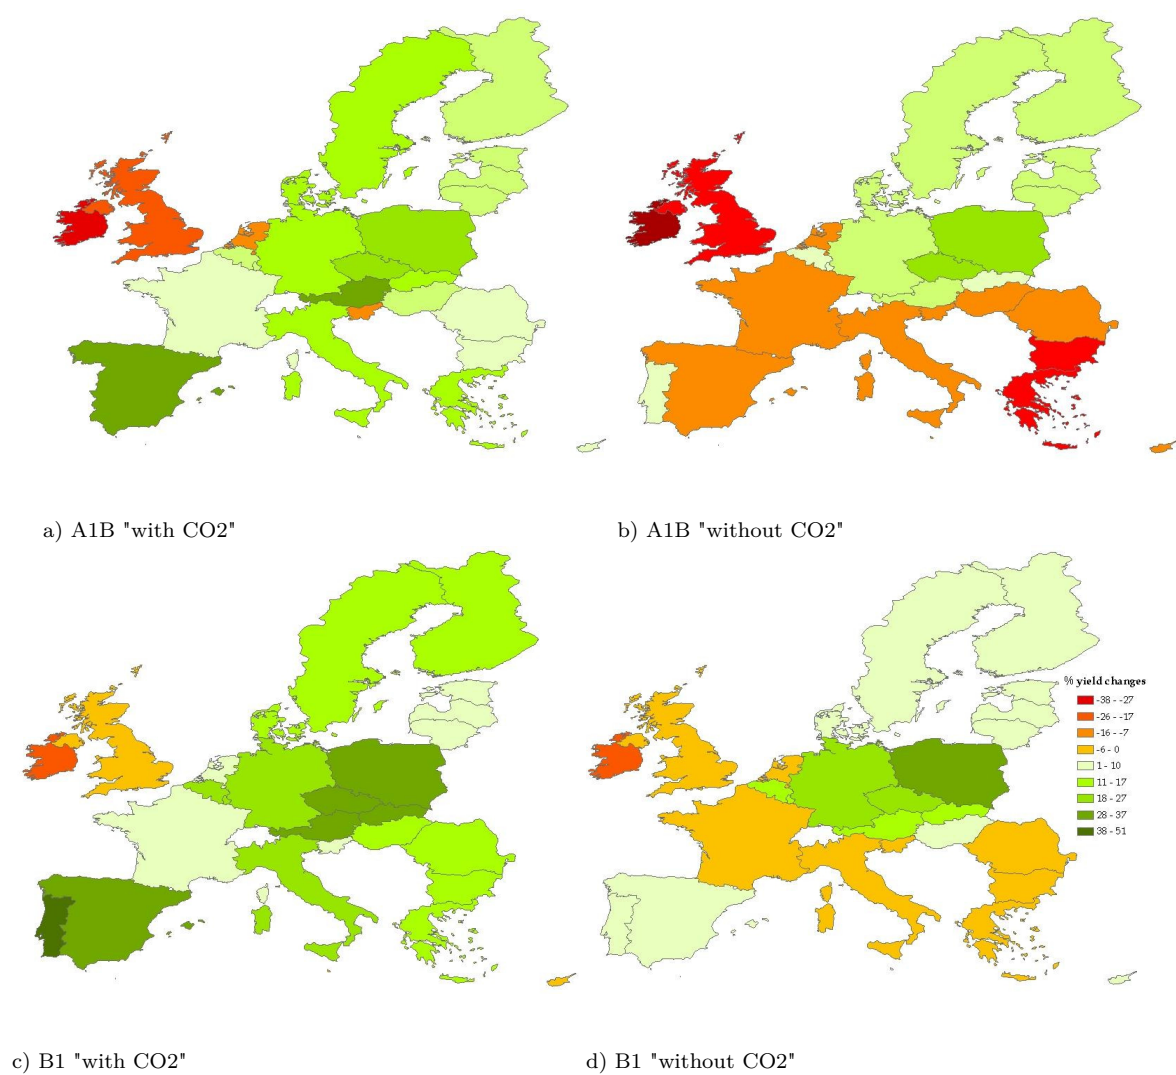 a) A1B "with CO2"
b) A1B "without CO2"
% yield changes
-38 - -27
-26 - -17
-16 - -7
-6 - 0
1 - 10
11 - 17
18 - 27
28 - 37
38 - 51
c) B1 "with CO2"
d) B1 "without CO2"